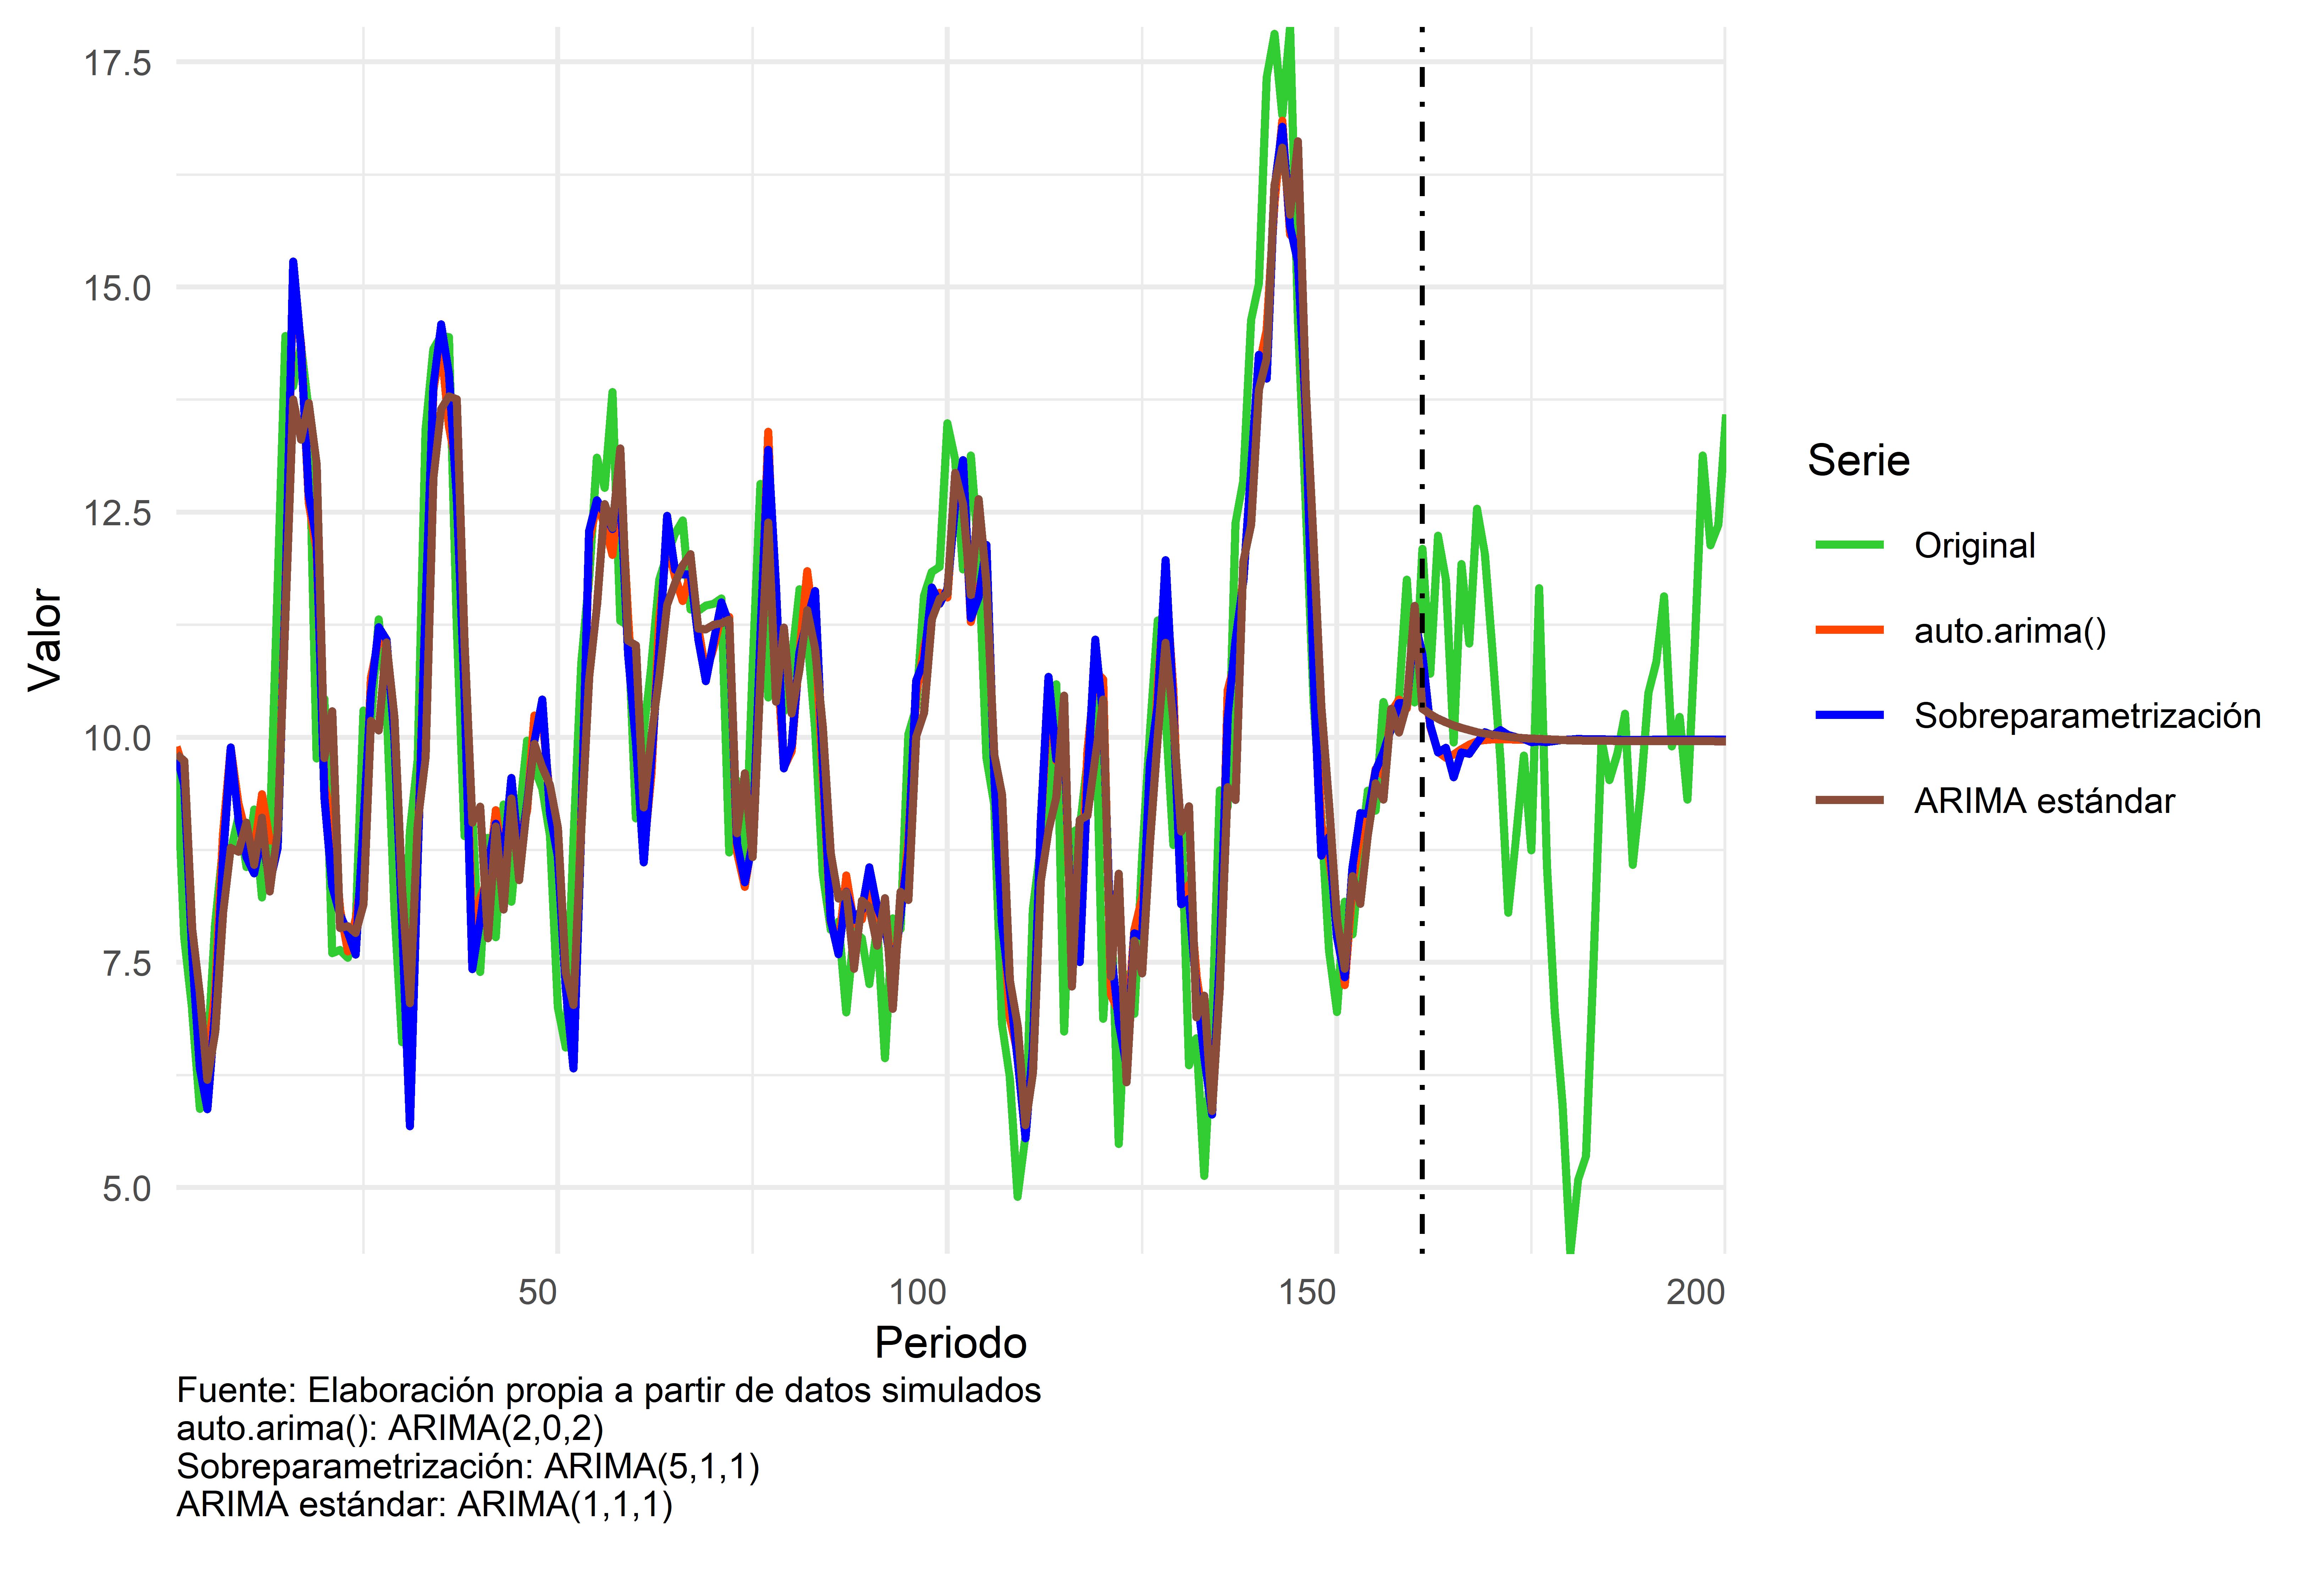 17.5
15.0
12.5
10.0
7.5
5.0
Valor
50
100
150
200
Periodo
Serie
Original
auto.arima()
Sobreparametrización
ARIMA estándar
Fuente: Elaboración propia a partir de datos simulados
auto.arima(): ARIMA(2,0,2)
Sobreparametrización: ARIMA(5,1,1)
ARIMA estándar: ARIMA(1,1,1)